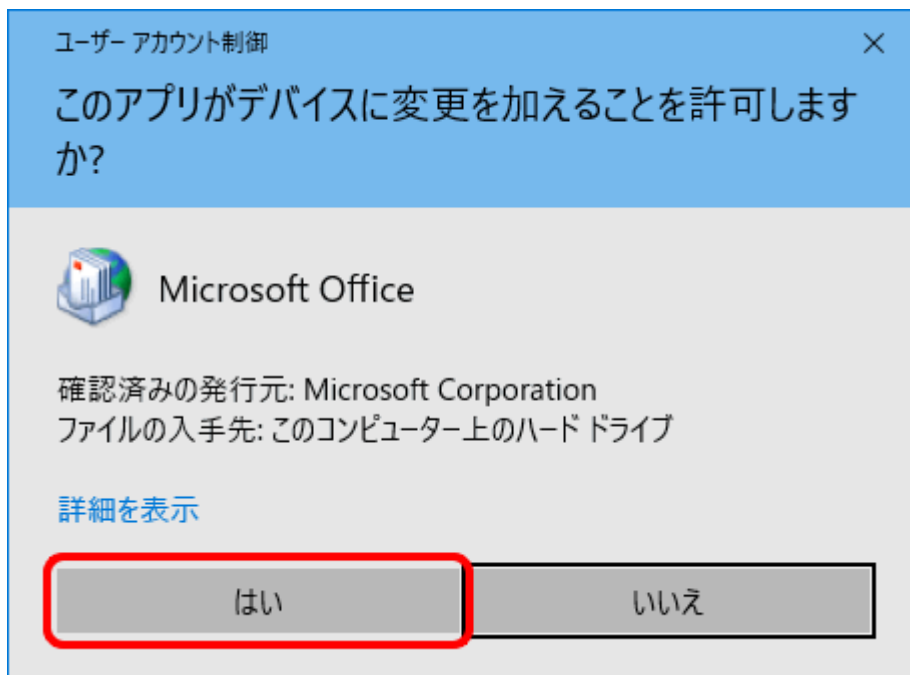 ユーザー アカウント制御
このアプリがデバイスに変更を加えることを許可します
か?
Microsoft Office
確認済みの発行元: Microsoft Corporation
ファイルの入手先: このコンピューター上のハード ドライブ
詳細を表示
はい
いいえ